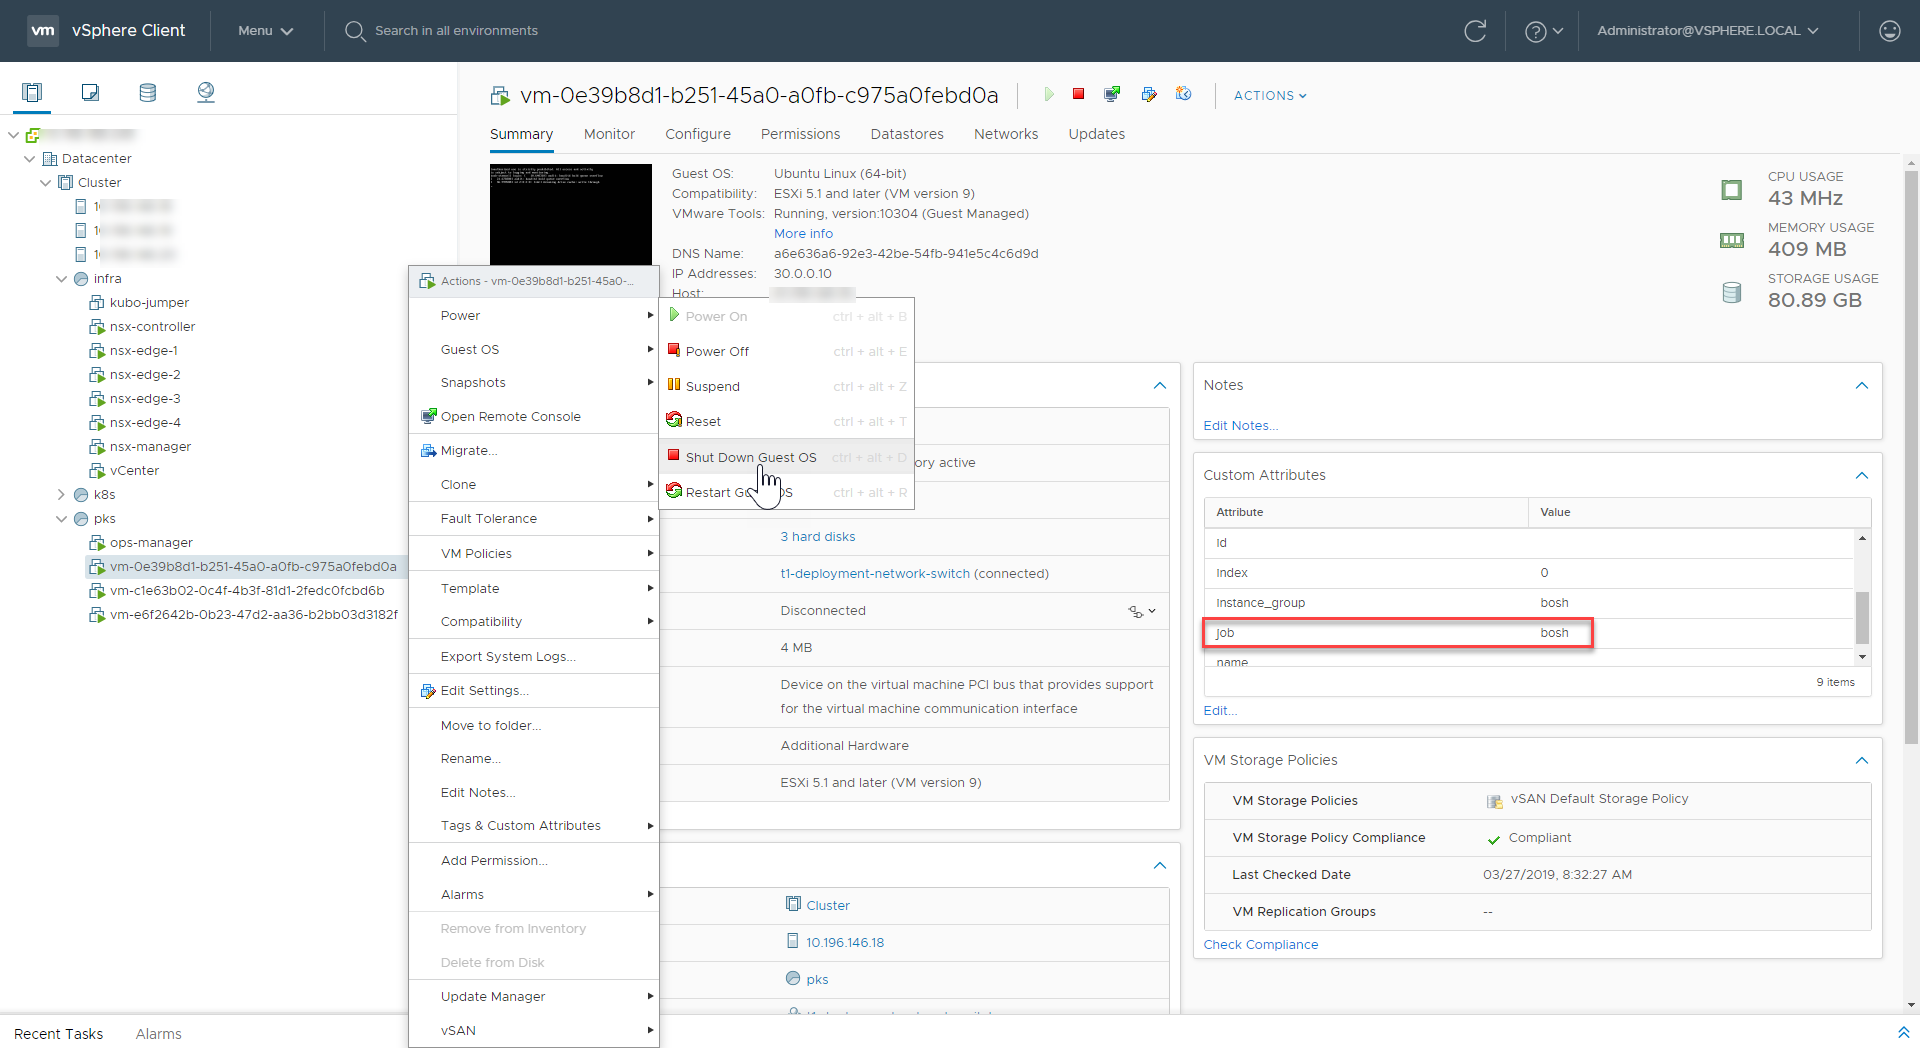 vm vSphere Client Menu Search in all environments Administrator@VSPHERE.LOCAL
Datacenter
Cluster
infra
kubo-jumper
nsx-controller
nsx-edge-1
nsx-edge-2
nsx-edge-3
nsx-edge-4
nsx-manager
vCenter
k8s
pks
ops-manager
vm-0e39b8d1-b251-45a0-a0fb-c975a0febd0a
vm-c1e63b02-0c4f-4b3f-81d1-2fedc0fcbd6b
vm-e6f2642b-0b23-47d2-aa36-b2bb03d3182f
vm-0e39b8d1-b251-45a0-a0fb-c975a0febd0a ACTIONS
Summary Monitor Configure Permissions Datastores Networks Updates
Guest OS: Ubuntu Linux (64-bit)
Compatibility: ESXi 5.1 and later (VM version 9)
VMware Tools: Running, version:10304 (Guest Managed)
More info
DNS Name: a6e636a6-92e3-42be-54fb-941e5c4c6d9d
IP Addresses: 30.0.0.10
Host:
CPU USAGE
43 MHz
MEMORY USAGE
409 MB
STORAGE USAGE
80.89 GB
Actions - vm-0e39b8d1-b251-45a0-...
Power
Guest OS
Snapshots
Open Remote Console
Migrate...
Clone
Fault Tolerance
VM Policies
Template
Compatibility
Export System Logs...
Edit Settings...
Move to folder...
Rename...
Edit Notes...
Tags & Custom Attributes
Add Permission...
Alarms
Remove from Inventory
Delete from Disk
Update Manager
vSAN
Power On ctrl + alt + B
Power Off ctrl + alt + E
Suspend ctrl + alt + Z
Reset ctrl + alt + T
Shut Down Guest OS ctrl + alt + D
Restart Gu OS ctrl + alt + R
ory active
3 hard disks
t1-deployment-network-switch (connected)
Disconnected
4 MB
Device on the virtual machine PCI bus that provides support
for the virtual machine communication interface
Additional Hardware
ESXi 5.1 and later (VM version 9)
Cluster
10.196.146.18
pks
Notes
Edit Notes...
Custom Attributes
Attribute Value
id
index 0
instance_group bosh
job bosh
name
9 items
Edit...
VM Storage Policies
VM Storage Policies vSAN Default Storage Policy
VM Storage Policy Compliance Compliant
Last Checked Date 03/27/2019, 8:32:27 AM
VM Replication Groups --
Check Compliance
Recent Tasks Alarms